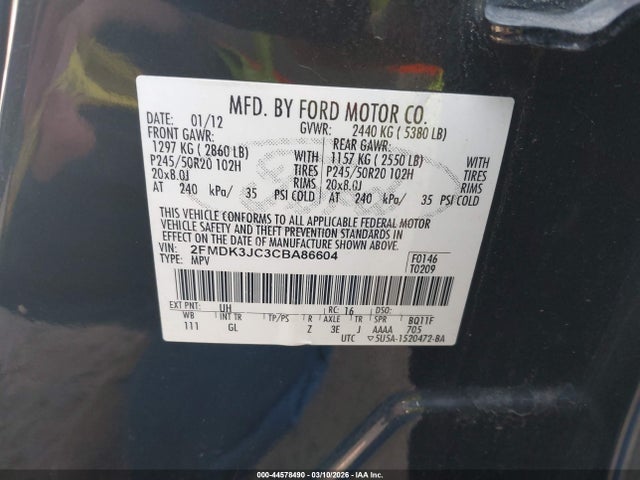 MFD. BY FORD MOTOR CO.
DATE: 01/12 GVWR: 2440 KG ( 5380 LB)
FRONT GAWR: REAR GAWR:
1297 KG ( 2860 LB) WITH 1157 KG ( 2550 LB) WITH
P245/50R20 102H TIRES P245/50R20 102H TIRES
20x8.0J RIMS 20x8.0J RIMS
AT 240 kPa/ 35 PSI COLD AT 240 kPa/ 35 PSI COLD
THIS VEHICLE CONFORMS TO ALL APPLICABLE FEDERAL MOTOR
VEHICLE SAFETY AND THEFT PREVENTION STANDARDS
IN EFFECT ON THE DATE OF MANUFACTURE SHOWN ABOVE.
VIN: 2FMDK3JC3CBA86604 F0146
TYPE: MPV T0209
EXT PNT: UH RC: 16 DSO:
WB INT TR TP/PS R AXLE TR SPR BQ11F
111 GL Z 3E J AAAA 705
UTC ▽5U5A-1520472-BA
000-44578490 - 03/10/2026 - IAA Inc.